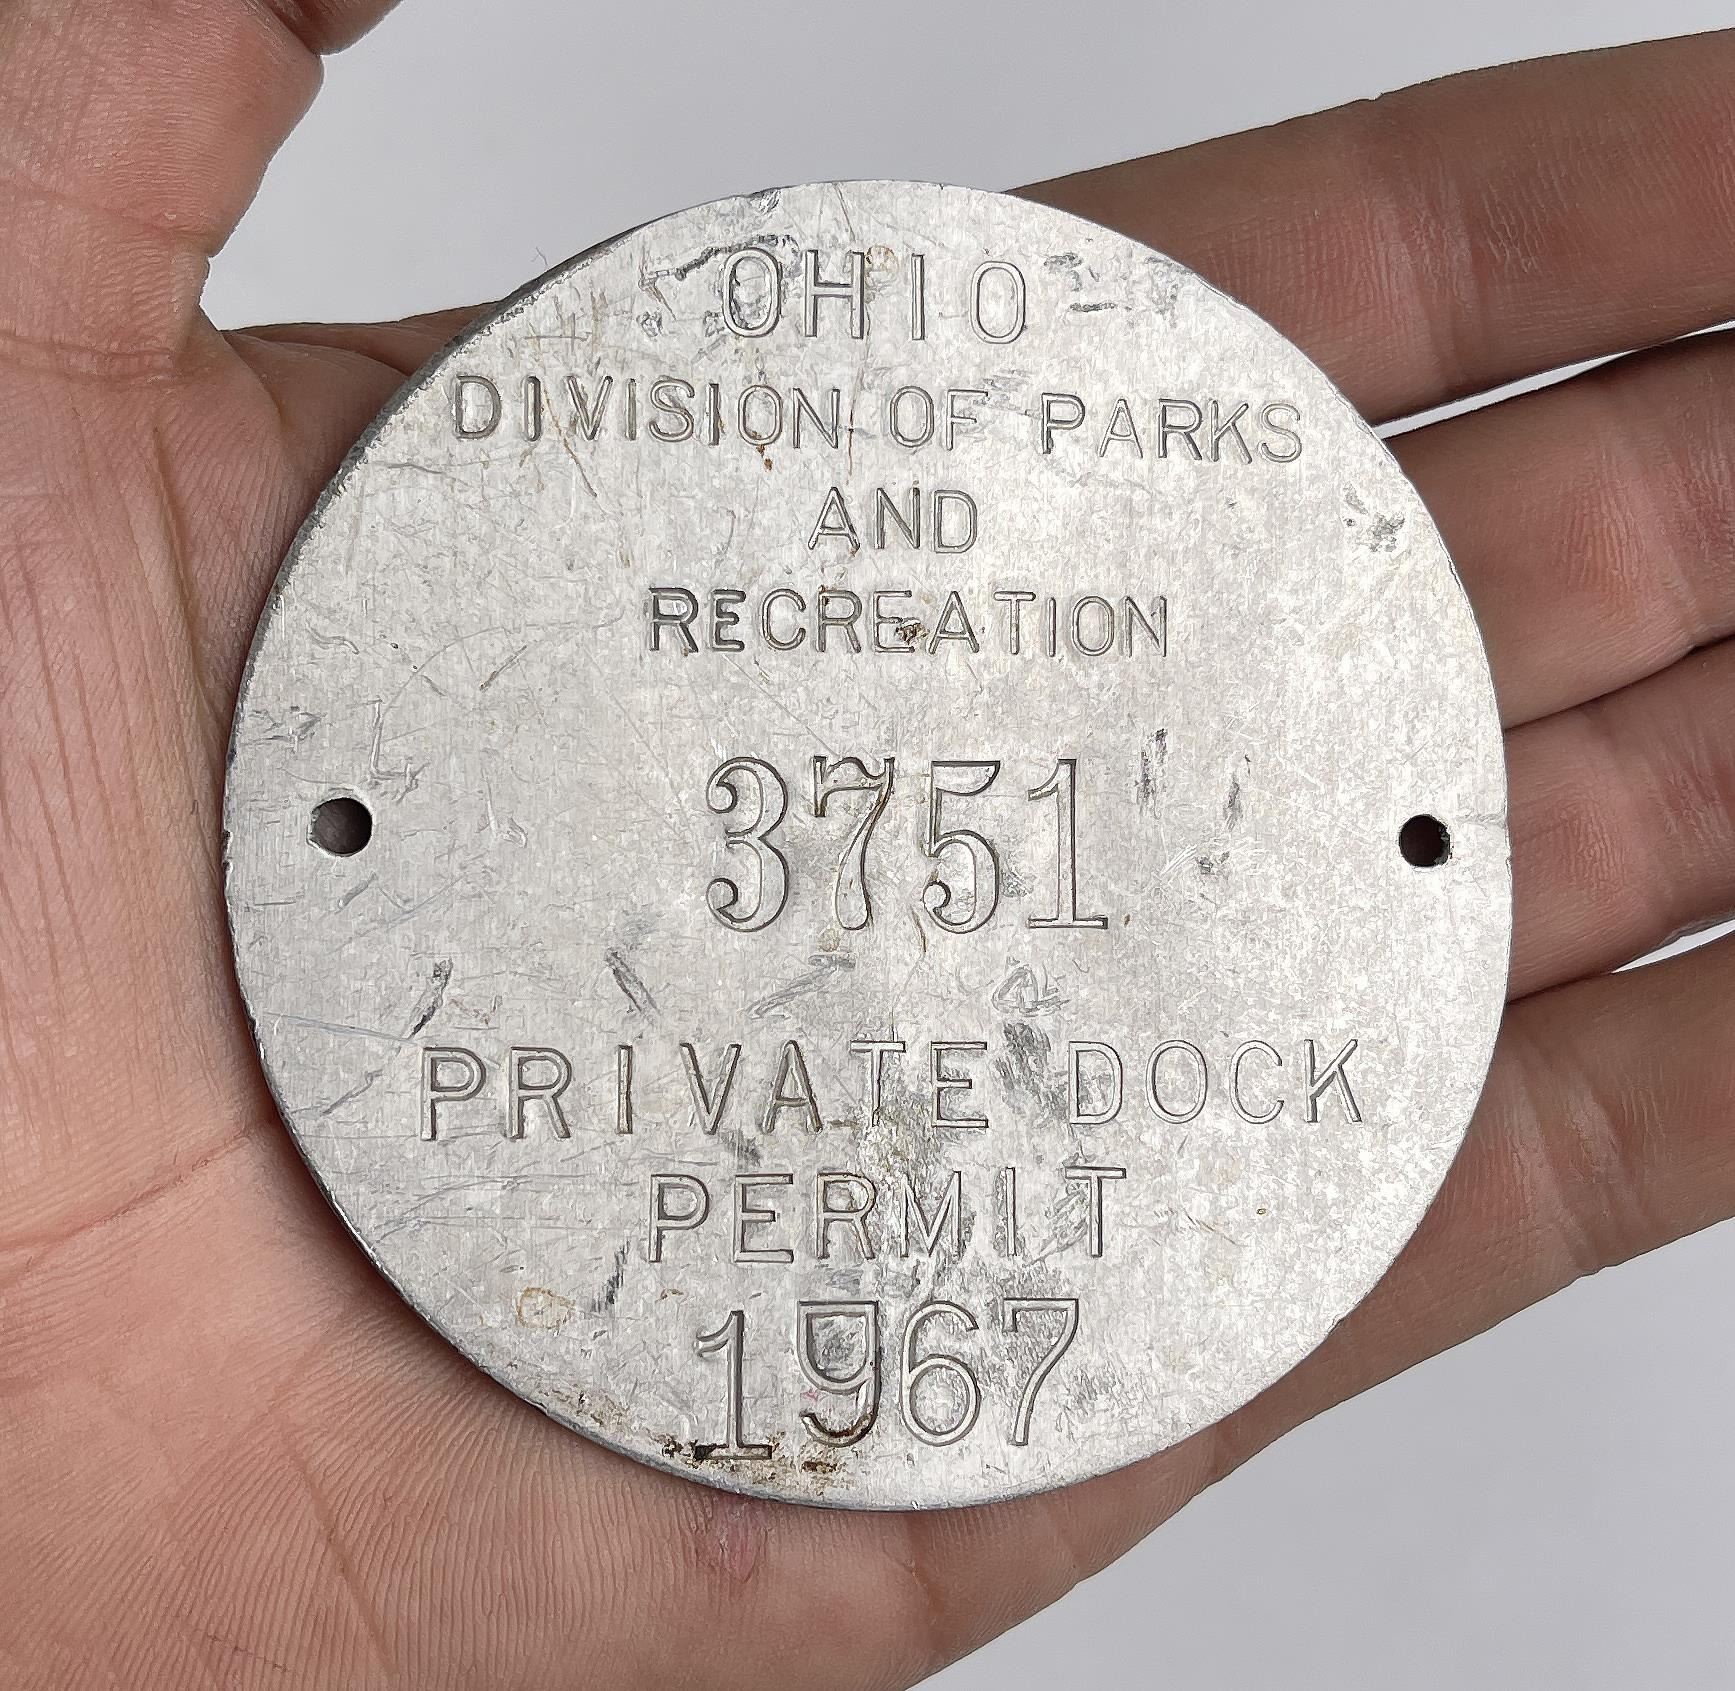 OHIO
DIVISION OF PARKS
AND
RECREATION
3751
PRIVATE DOCK
PERMIT
1967